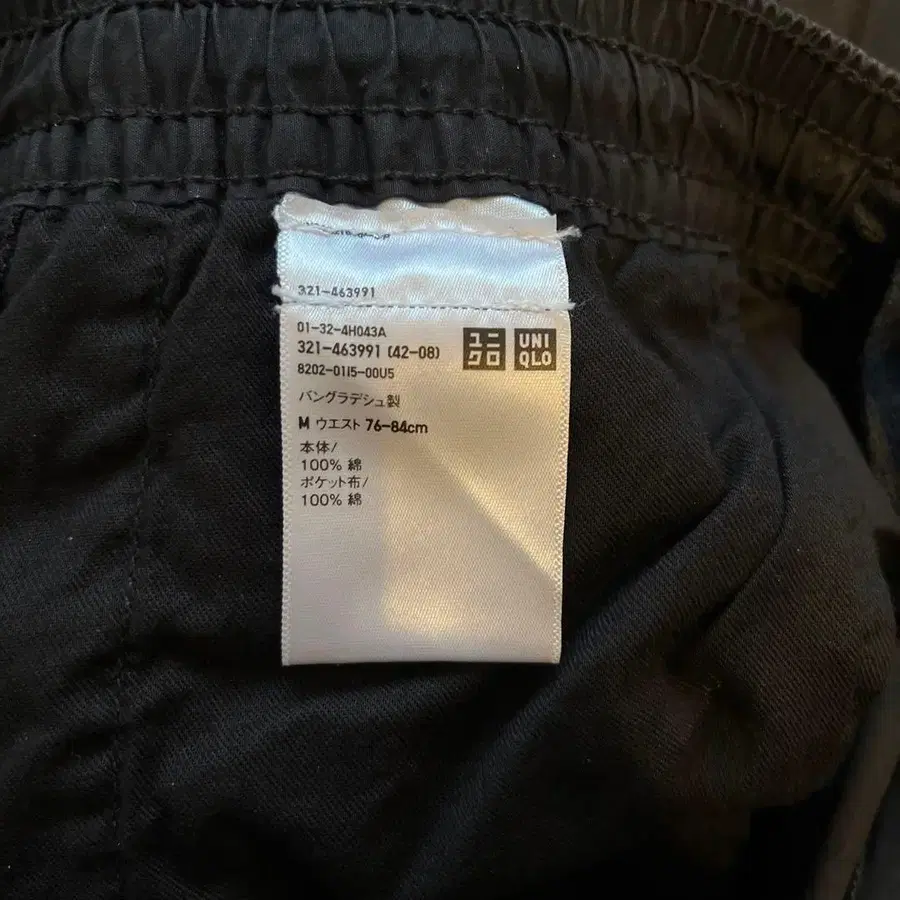 321-463991
01-32-4H043A
321-463991 (42-08)
8202-01I5-00U5
ユニクロ
UNIQLO
バングラデシュ製
M ウエスト 76-84cm
本体/
100% 綿
ポケット布/
100% 綿